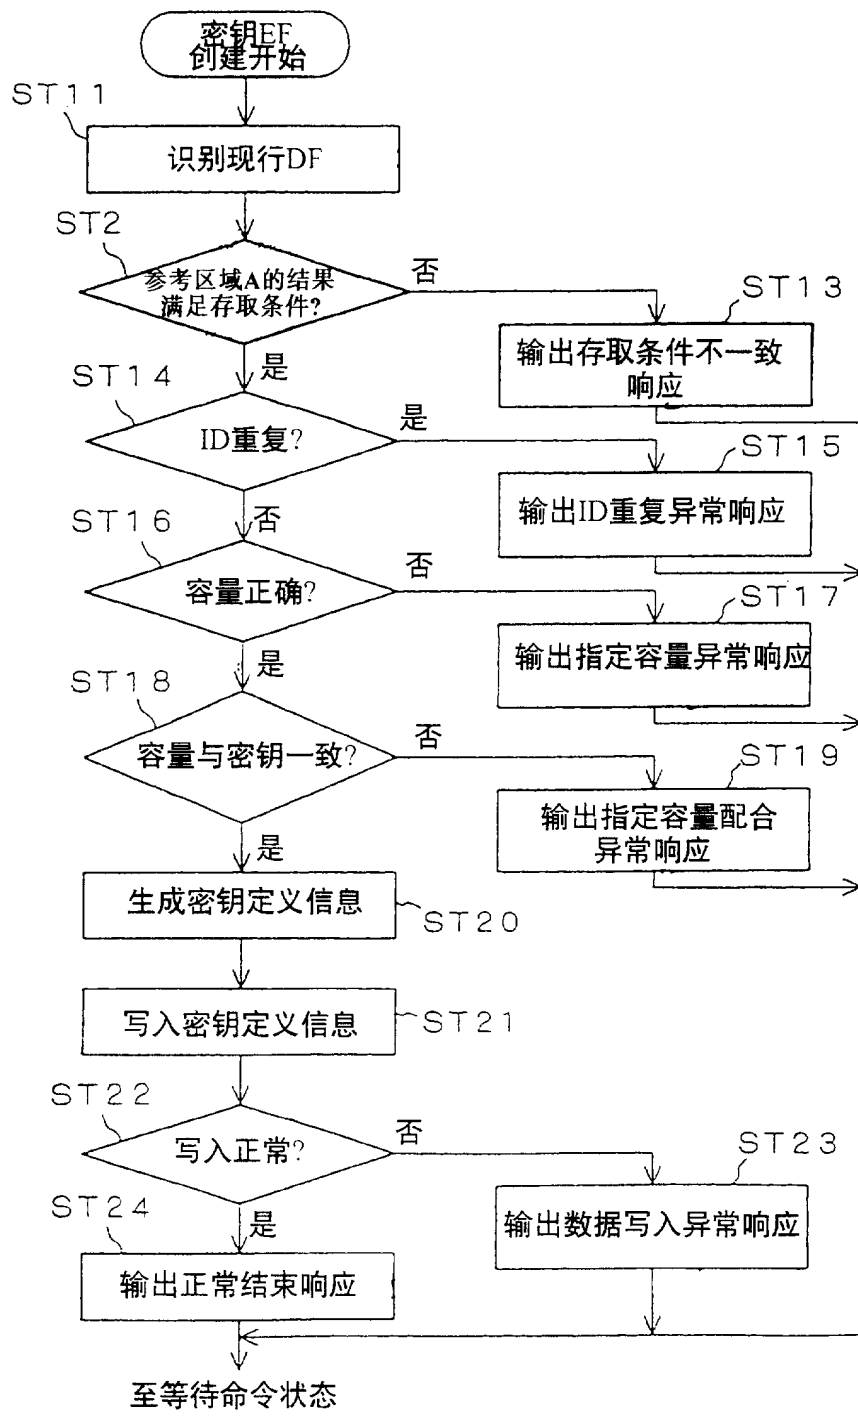 密钥EF
创建开始
ST11
识别现行DF
ST2
参考区域A的结果
满足存取条件?
否
ST13
输出存取条件不一致
响应
是
ST14
ID重复?
是
ST15
输出ID重复异常响应
否
ST16
容量正确?
否
ST17
输出指定容量异常响应
是
ST18
容量与密钥一致?
否
ST19
输出指定容量配合
异常响应
是
生成密钥定义信息
ST20
写入密钥定义信息
ST21
ST22
写入正常?
否
ST23
输出数据写入异常响应
是
ST24
输出正常结束响应
至等待命令状态